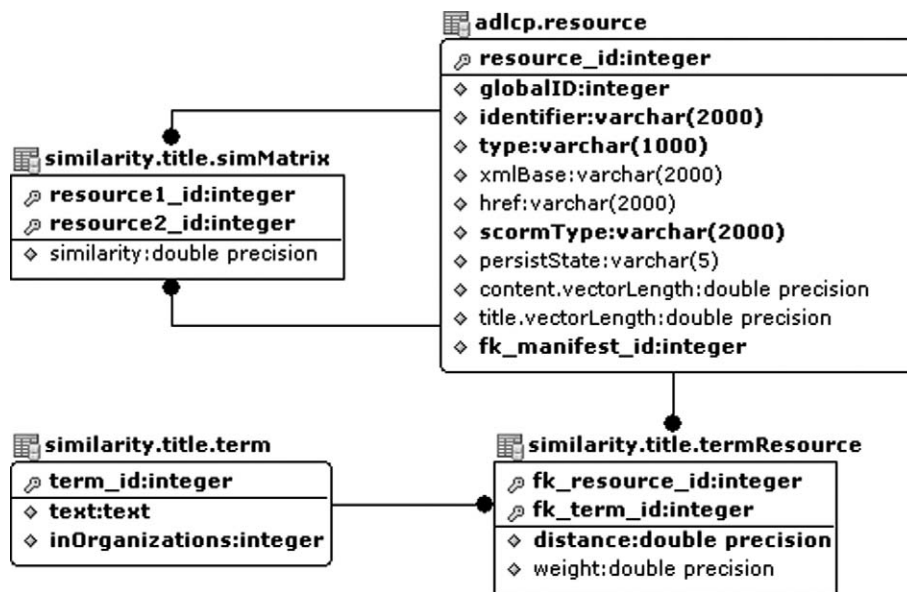 adlcp.resource
resource_id:integer
globalID:integer
identifier:varchar(2000)
type:varchar(1000)
xmlBase:varchar(2000)
href:varchar(2000)
scormType:varchar(2000)
persistState:varchar(5)
content.vectorLength:double precision
title.vectorLength:double precision
fk_manifest_id:integer
similarity.title.simMatrix
resource1_id:integer
resource2_id:integer
similarity:double precision
similarity.title.term
term_id:integer
text:text
inOrganizations:integer
similarity.title.termResource
fk_resource_id:integer
fk_term_id:integer
distance:double precision
weight:double precision